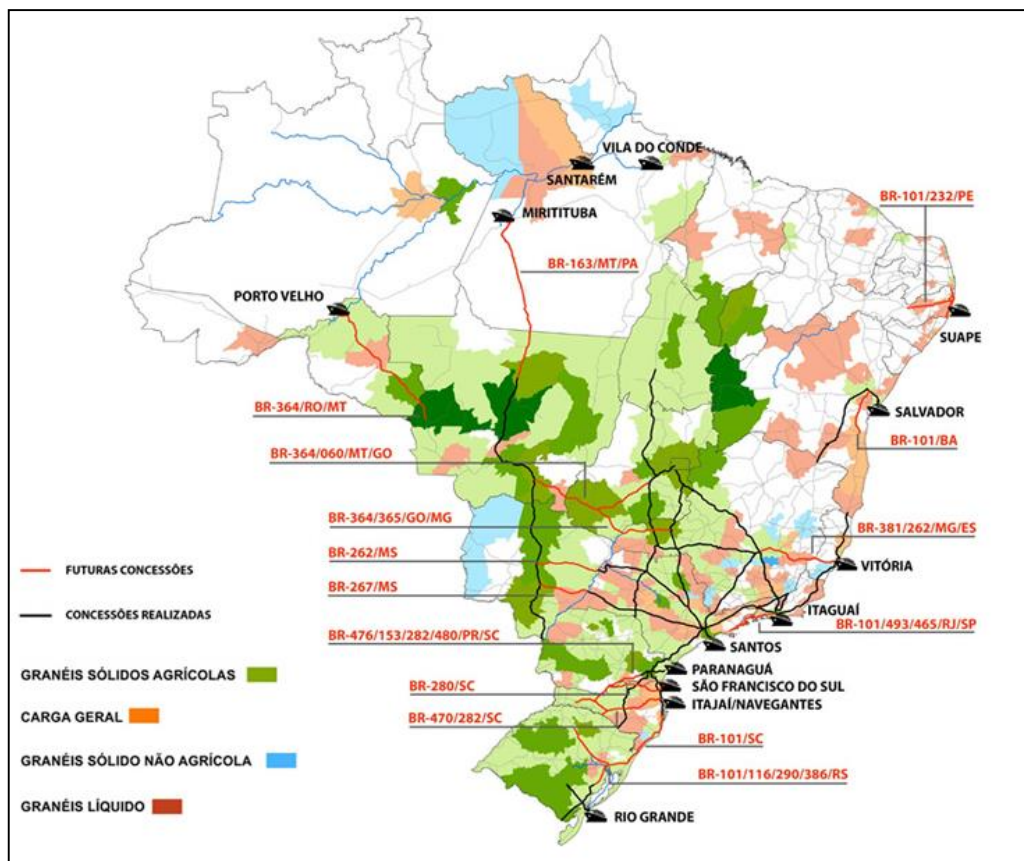 VILA DO CONDE
SANTARÉM
BR-101/232/PE
MIRITITUBA
BR-163/MT/PA
PORTO VELHO
SUAPE
BR-364/RO/MT
SALVADOR
BR-101/BA
BR-364/060/MT/GO
BR-364/365/GO/MG
BR-381/262/MG/ES
BR-262/MS
VITÓRIA
FUTURAS CONCESSÕES
BR-267/MS
CONCESSÕES REALIZADAS
ITAGUAÍ
BR-101/493/465/RJ/SP
BR-476/153/282/480/PR/SC
SANTOS
PARANAGUÁ
GRANÉIS SÓLIDOS AGRÍCOLAS
BR-280/SC
SÃO FRANCISCO DO SUL
ITAJAÍ/NAVEGANTES
CARGA GERAL
BR-470/282/SC
BR-101/SC
GRANÉIS SÓLIDO NÃO AGRÍCOLA
BR-101/116/290/386/RS
GRANÉIS LÍQUIDO
RIO GRANDE